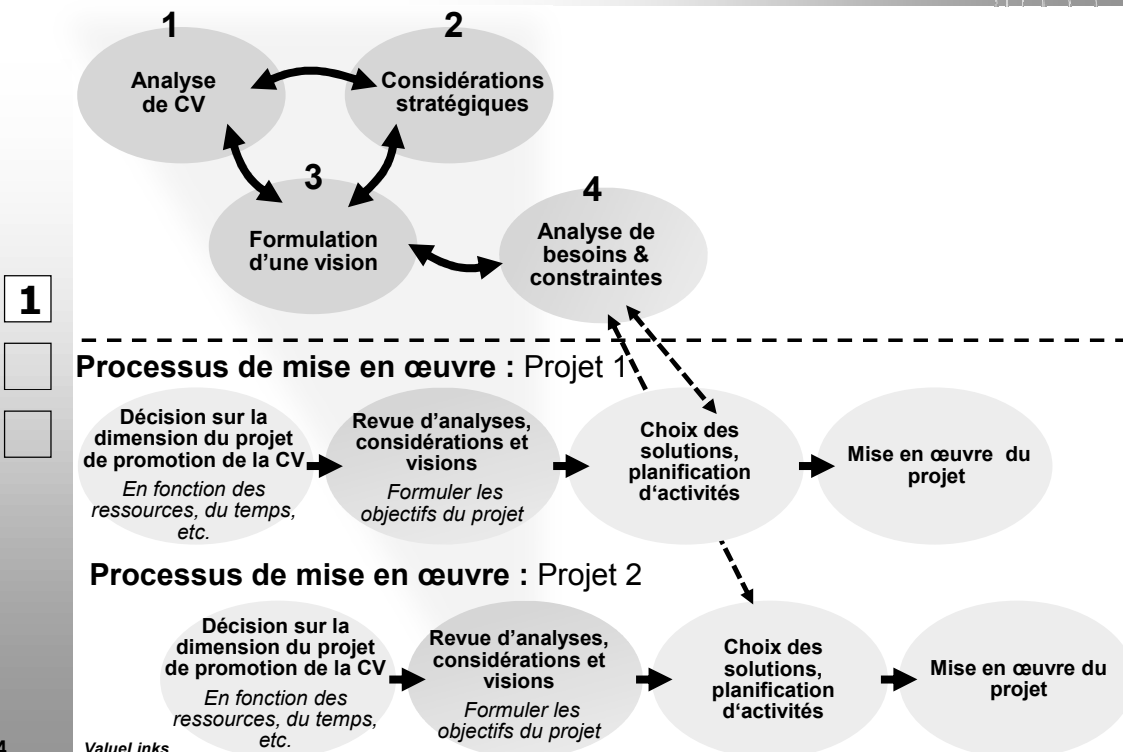 1
2
Analyse
de CV
Considérations
stratégiques
3
4
Formulation
d'une vision
Analyse de
besoins &
constraintes
1
Processus de mise en œuvre : Projet 1
Décision sur la
dimension du projet
de promotion de la CV
En fonction des
ressources, du temps,
etc.
Revue d'analyses,
considérations et
visions
Formuler les
objectifs du projet
Choix des
solutions,
planification
d'activités
Mise en œuvre du
projet
Processus de mise en œuvre : Projet 2
Décision sur la
dimension du projet
de promotion de la CV
En fonction des
ressources, du temps,
etc.
Revue d'analyses,
considérations et
visions
Formuler les
objectifs du projet
Choix des
solutions,
planification
d'activités
Mise en œuvre du
projet
4
ValueLinks